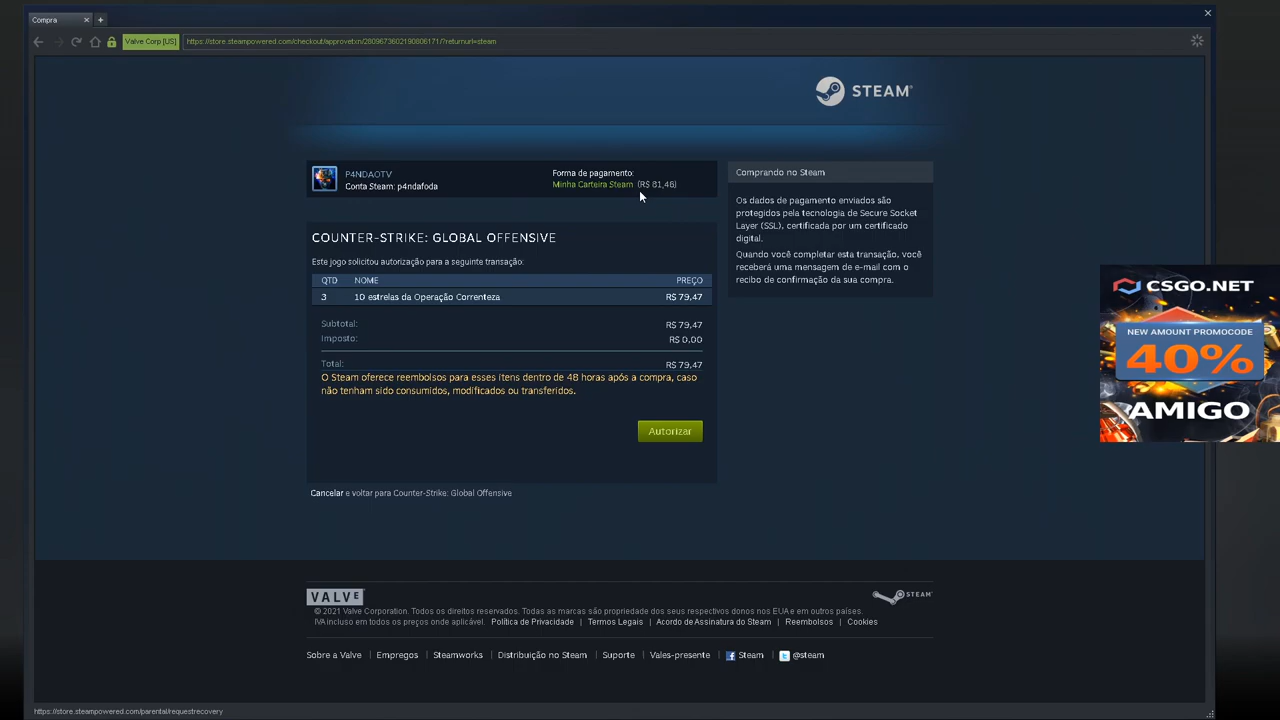 Compra
Valve Corp [US]
https://store.steampowered.com/checkout/approvetxn/2809673602190806171/?returnurl=steam
STEAM
P4NDAOTV
Conta Steam: p4ndafoda
Forma de pagamento:
Minha Carteira Steam (R$ 81,46)
COUNTER-STRIKE: GLOBAL OFFENSIVE
Este jogo solicitou autorização para a seguinte transação:
QTD NOME PREÇO
3 10 estrelas da Operação Correnteza R$ 79,47
Subtotal: R$ 79,47
Imposto: R$ 0,00
Total: R$ 79,47
O Steam oferece reembolsos para esses itens dentro de 48 horas após a compra, caso
não tenham sido consumidos, modificados ou transferidos.
Autorizar
Cancelar e voltar para Counter-Strike: Global Offensive
Comprando no Steam
Os dados de pagamento enviados são
protegidos pela tecnologia de Secure Socket
Layer (SSL), certificada por um certificado
digital.
Quando você completar esta transação, você
receberá uma mensagem de e-mail com o
recibo de confirmação da sua compra.
CSGO.NET
NEW AMOUNT PROMOCODE
40%
AMIGO
VALVE
STEAM
© 2021 Valve Corporation. Todos os direitos reservados. Todas as marcas são propriedade dos seus respectivos donos nos EUA e em outros países.
IVA incluso em todos os preços onde aplicável. Política de Privacidade | Termos Legais | Acordo de Assinatura do Steam | Reembolsos | Cookies
Sobre a Valve | Empregos | Steamworks | Distribuição no Steam | Suporte | Vales-presente | Steam | @steam
https://store.steampowered.com/parental/requestrecovery